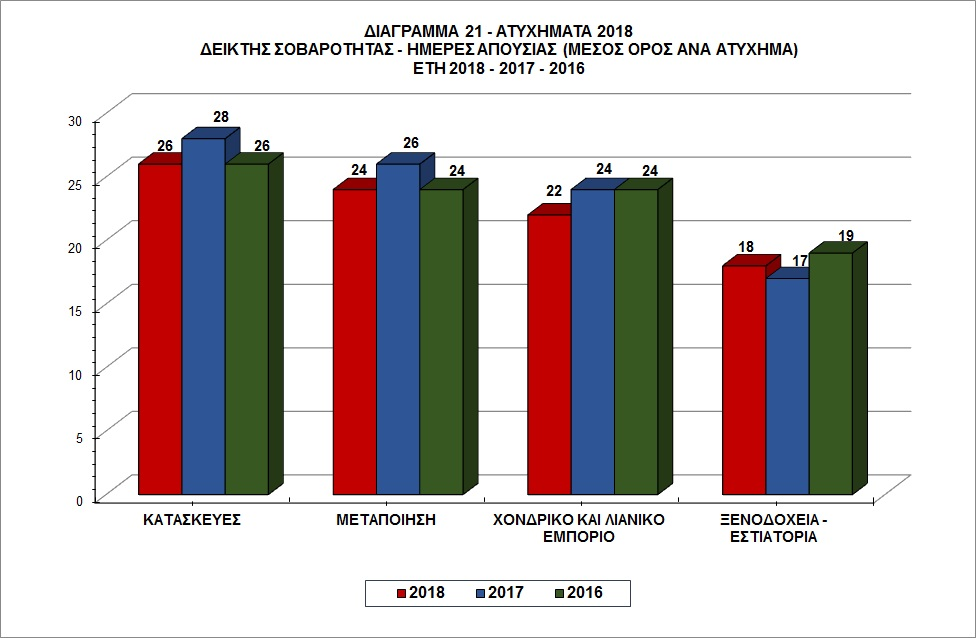 ΔΙΑΓΡΑΜΜΑ 21 - ΑΤΥΧΗΜΑΤΑ 2018
ΔΕΙΚΤΗΣ ΣΟΒΑΡΟΤΗΤΑΣ - ΗΜΕΡΕΣ ΑΠΟΥΣΙΑΣ (ΜΕΣΟΣ ΟΡΟΣ ΑΝΑ ΑΤΥΧΗΜΑ)
ΕΤΗ 2018 - 2017 - 2016
30
25
20
15
10
5
0
26
28
26
24
26
24
22
24
24
18
17
19
ΚΑΤΑΣΚΕΥΕΣ
ΜΕΤΑΠΟΙΗΣΗ
ΧΟΝΔΡΙΚΟ ΚΑΙ ΛΙΑΝΙΚΟ
ΕΜΠΟΡΙΟ
ΞΕΝΟΔΟΧΕΙΑ -
ΕΣΤΙΑΤΟΡΙΑ
2018 2017 2016